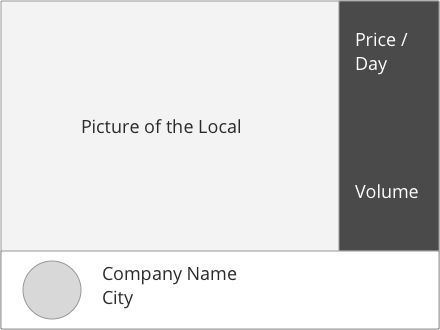 Picture of the Local
Price /
Day
Volume
Company Name
City